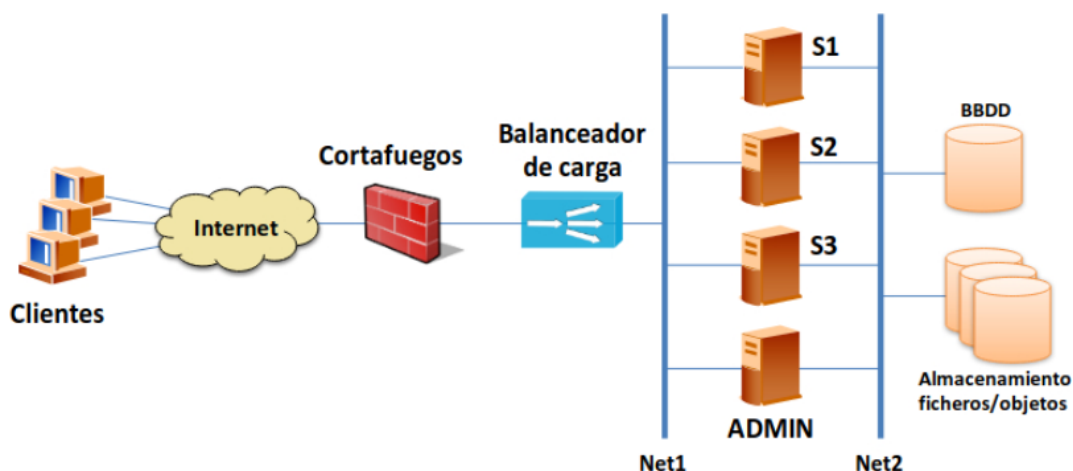 Clientes
Internet
Cortafuegos
Balanceador
de carga
S1
S2
S3
ADMIN
Net1
Net2
BBDD
Almacenamiento
ficheros/objetos